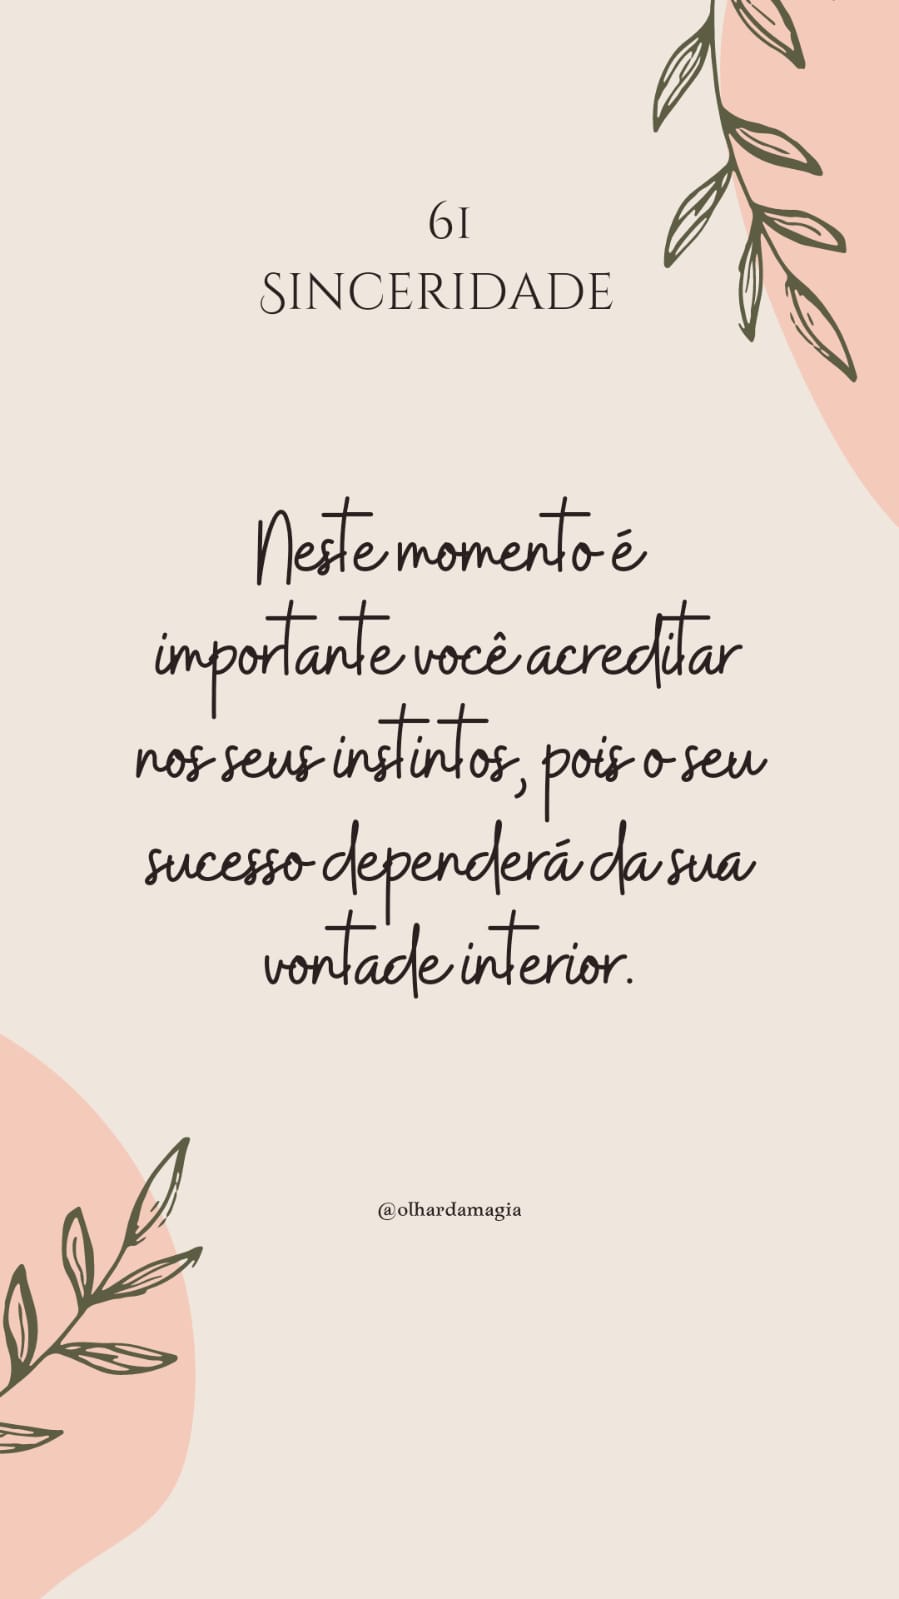 61
Sinceridade
Neste momento é
importante você acreditar
nos seus instintos, pois o seu
sucesso dependerá da sua
vontade interior.
@olhardamagia